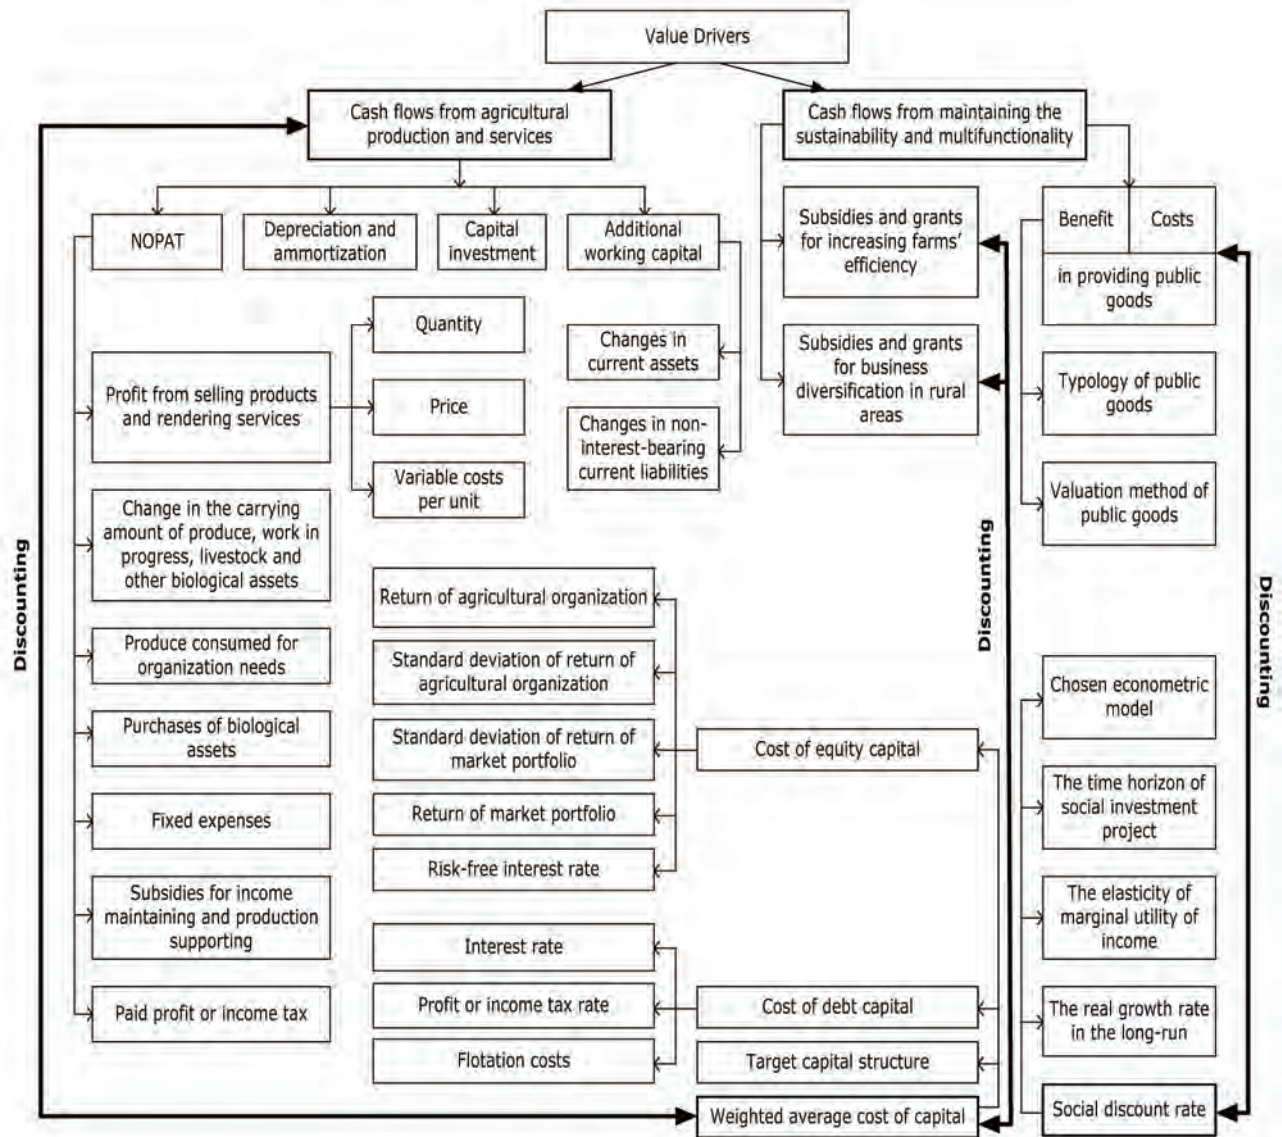 Value Drivers
Cash flows from agricultural
production and services
Cash flows from maintaining the
sustainability and multifunctionality
NOPAT
Depreciation and
ammortization
Capital
investment
Additional
working capital
Subsidies and grants
for increasing farms'
efficiency
Benefit
Costs
in providing public
goods
Quantity
Changes in
current assets
Subsidies and grants
for business
diversification in rural
areas
Typology of public
goods
Profit from selling products
and rendering services
Price
Changes in non-
interest-bearing
current liabilities
Variable costs
per unit
Valuation method of
public goods
Change in the carrying
amount of produce, work in
progress, livestock and
other biological assets
Discounting
Discounting
Discounting
Return of agricultural organization
Produce consumed for
organization needs
Standard deviation of return of
agricultural organization
Chosen econometric
model
Purchases of biological
assets
Standard deviation of return of
market portfolio
Cost of equity capital
The time horizon of
social investment
project
Fixed expenses
Return of market portfolio
Risk-free interest rate
Subsidies for income
maintaining and production
supporting
The elasticity of
marginal utility of
income
Interest rate
Paid profit or income tax
Profit or income tax rate
Cost of debt capital
The real growth rate
in the long-run
Flotation costs
Target capital structure
Weighted average cost of capital
Social discount rate